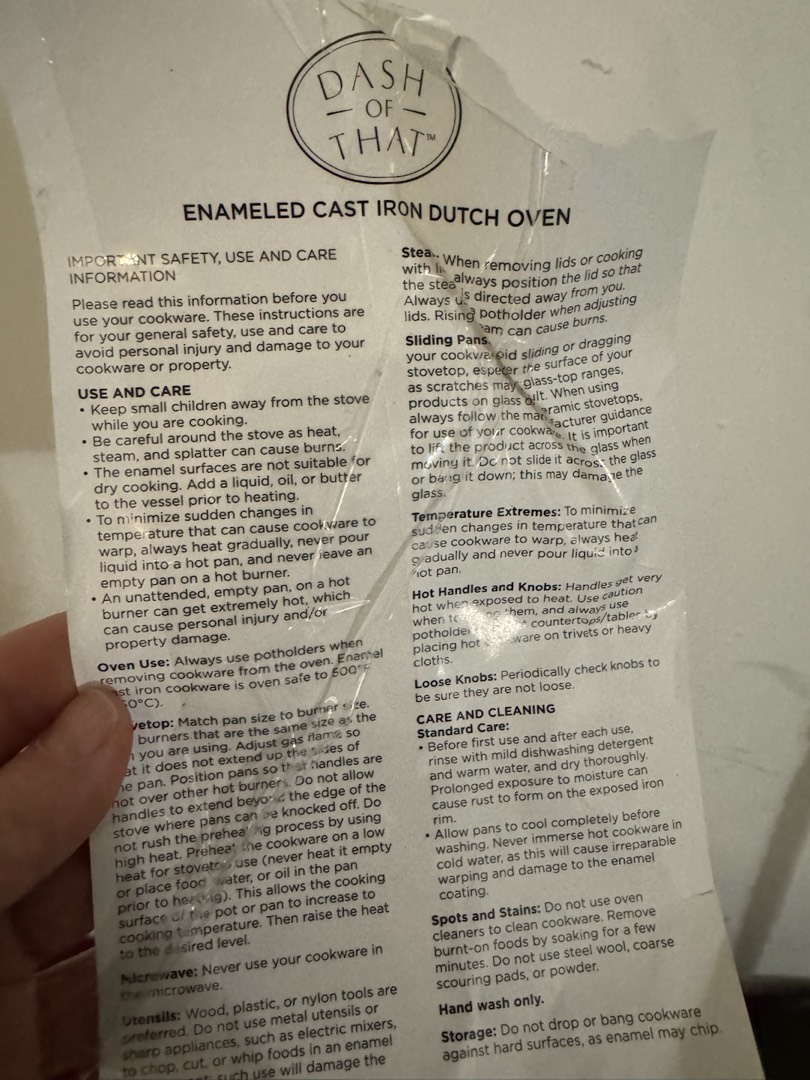 DASH
OF
THAT™
ENAMELED CAST IRON DUTCH OVEN
IMPORTANT SAFETY, USE AND CARE
INFORMATION
Please read this information before you
use your cookware. These instructions are
for your general safety, use and care to
avoid personal injury and damage to your
cookware or property.
USE AND CARE
• Keep small children away from the stove
while you are cooking.
• Be careful around the stove as heat,
steam, and splatter can cause burns.
• The enamel surfaces are not suitable for
dry cooking. Add a liquid, oil, or butter
to the vessel prior to heating.
• To minimize sudden changes in
temperature that can cause cookware to
warp, always heat gradually, never pour
liquid into a hot pan, and never leave an
empty pan on a hot burner.
• An unattended, empty pan, on a hot
burner can get extremely hot, which
can cause personal injury and/or
property damage.
Oven Use: Always use potholders when
removing cookware from the oven. Enamel
cast iron cookware is oven safe to 500°
0°C).
vetop: Match pan size to burner size.
burners that are the same size as the
you are using. Adjust gas flame so
at it does not extend up the sides of
he pan. Position pans so that handles are
not over other hot burners. Do not allow
handles to extend beyond the edge of the
stove where pans can be knocked off. Do
not rush the preheating process by using
high heat. Preheat the cookware on a low
heat for stovetop use (never heat it empty
or place food, water, or oil in the pan
prior to heating). This allows the cooking
surface of the pot or pan to increase to
cooking temperature. Then raise the heat
to the desired level.
Microwave: Never use your cookware in
the microwave.
Utensils: Wood, plastic, or nylon tools are
preferred. Do not use metal utensils or
sharp appliances, such as electric mixers,
to chop, cut, or whip foods in an enamel
such use will damage the
Stea When removing lids or cooking
with always position the lid so that
the stea is directed away from you.
Always us potholder when adjusting
lids. Rising am can cause burns.
Sliding Pans. oid sliding or dragging
your cookwa er the surface of your
stovetop, espe glass-top ranges,
as scratches may ult. When using
products on glass o ramic stovetops,
always follow the manufacturer guidance
for use of your cookware. It is important
to lift the product across the glass when
moving it. Do not slide it across the glass
or bang it down; this may damage the
glass.
Temperature Extremes: To minimize
sudden changes in temperature that can
cause cookware to warp, always heat
gradually and never pour liquid into a
hot pan.
Hot Handles and Knobs: Handles get very
hot when exposed to heat. Use caution
when them, and always use
potholde countertops/tables by
placing hot ware on trivets or heavy
cloths.
Loose Knobs: Periodically check knobs to
be sure they are not loose.
CARE AND CLEANING
Standard Care:
• Before first use and after each use,
rinse with mild dishwashing detergent
and warm water, and dry thoroughly.
Prolonged exposure to moisture can
cause rust to form on the exposed iron
rim.
• Allow pans to cool completely before
washing. Never immerse hot cookware in
cold water, as this will cause irreparable
warping and damage to the enamel
coating.
Spots and Stains: Do not use oven
cleaners to clean cookware. Remove
burnt-on foods by soaking for a few
minutes. Do not use steel wool, coarse
scouring pads, or powder.
Hand wash only.
Storage: Do not drop or bang cookware
against hard surfaces, as enamel may chip.